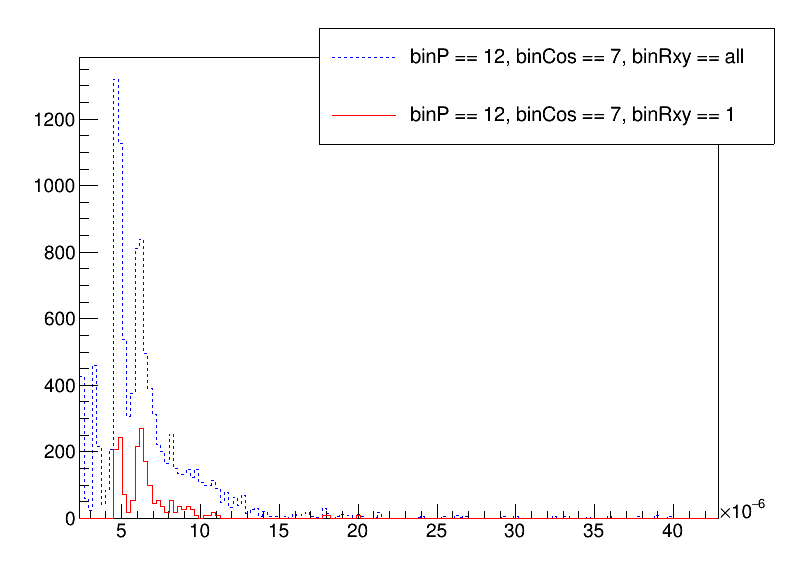 binP == 12, binCos == 7, binRxy == all
binP == 12, binCos == 7, binRxy == 1
1200
1000
800
600
400
200
0
5 10 15 20 25 30 35 40
×10⁻⁶